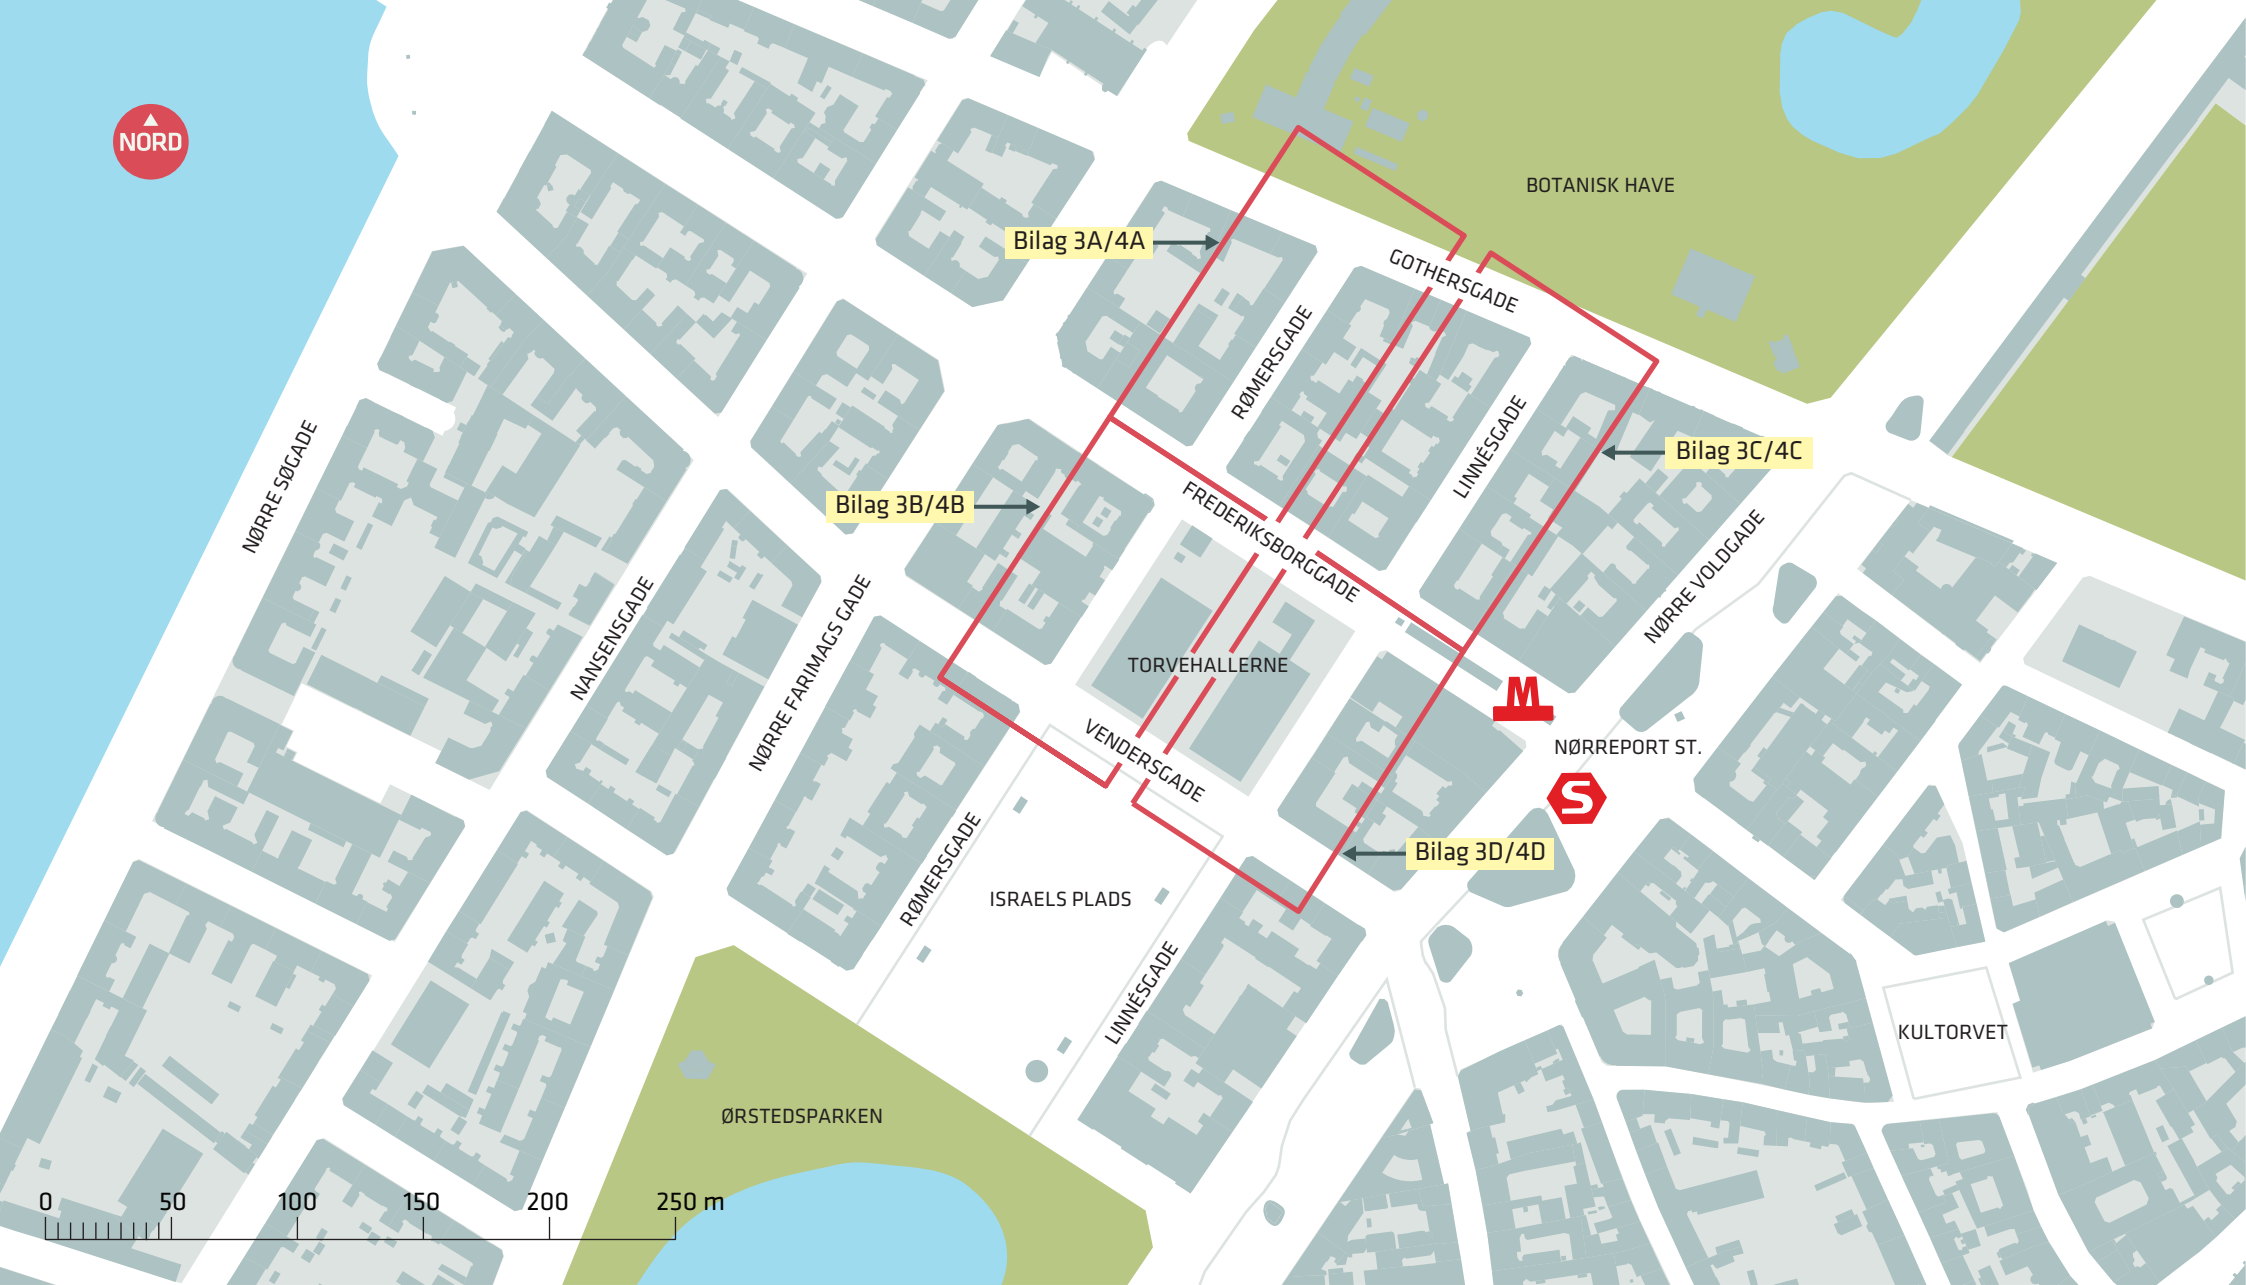 NORD
BOTANISK HAVE
Bilag 3A/4A
GOTHERSGADE
RØMERSGADE
LINNÉSGADE
Bilag 3C/4C
NØRRE SØGADE
Bilag 3B/4B
FREDERIKSBORGGADE
NØRRE VOLDGADE
NANSENSGADE
NØRRE FARIMAGS GADE
TORVEHALLERNE
M
NØRREPORT ST.
VENDERSGADE
S
Bilag 3D/4D
RØMERSGADE
ISRAELS PLADS
LINNÉSGADE
KULTORVET
ØRSTEDSPARKEN
0 50 100 150 200 250 m